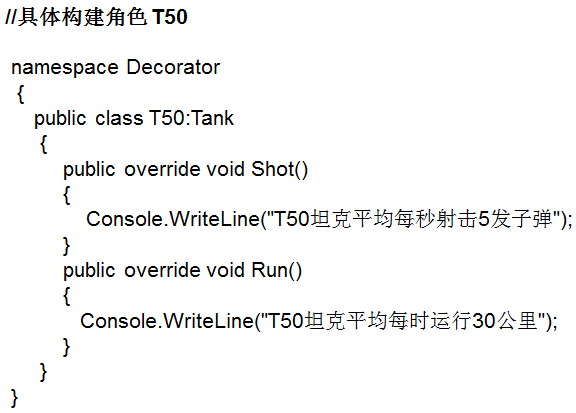 //具体构建角色 T50
namespace Decorator
{
public class T50:Tank
{
public override void Shot()
{
Console.WriteLine("T50坦克平均每秒射击5发子弹");
}
public override void Run()
{
Console.WriteLine("T50坦克平均每时运行30公里");
}
}
}